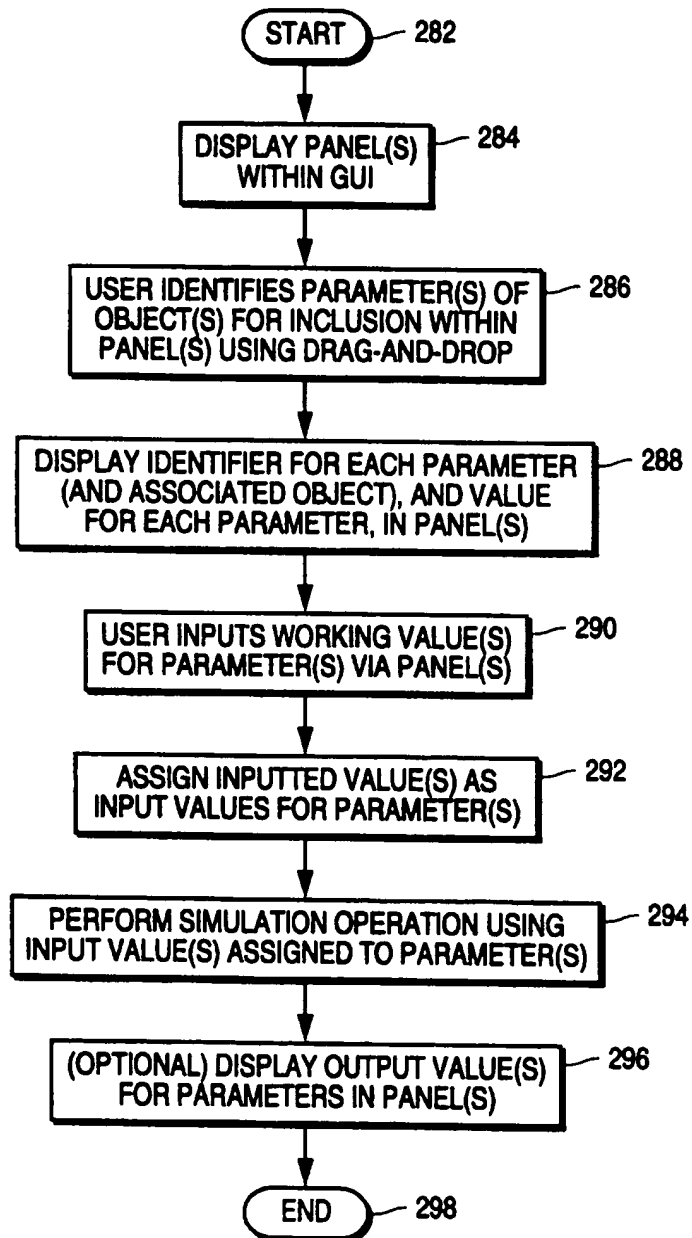 START
282
DISPLAY PANEL(S)
WITHIN GUI
284
USER IDENTIFIES PARAMETER(S) OF
OBJECT(S) FOR INCLUSION WITHIN
PANEL(S) USING DRAG-AND-DROP
286
DISPLAY IDENTIFIER FOR EACH PARAMETER
(AND ASSOCIATED OBJECT), AND VALUE
FOR EACH PARAMETER, IN PANEL(S)
288
USER INPUTS WORKING VALUE(S)
FOR PARAMETER(S) VIA PANEL(S)
290
ASSIGN INPUTTED VALUE(S) AS
INPUT VALUES FOR PARAMETER(S)
292
PERFORM SIMULATION OPERATION USING
INPUT VALUE(S) ASSIGNED TO PARAMETER(S)
294
(OPTIONAL) DISPLAY OUTPUT VALUE(S)
FOR PARAMETERS IN PANEL(S)
296
END
298